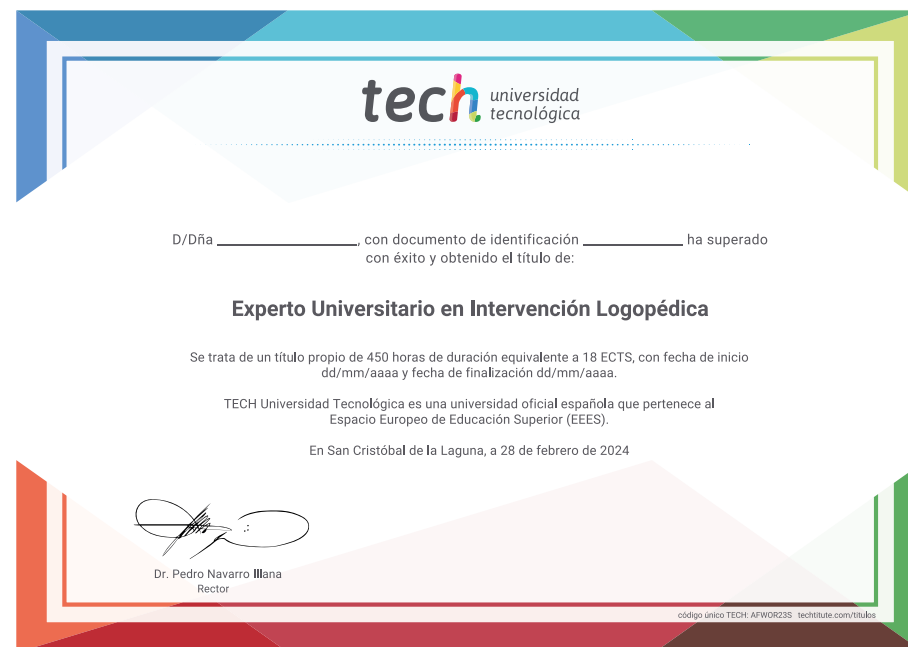 tech universidad
tecnológica
D/Dña ____________________, con documento de identificación ______________ ha superado
con éxito y obtenido el título de:
Experto Universitario en Intervención Logopédica
Se trata de un título propio de 450 horas de duración equivalente a 18 ECTS, con fecha de inicio
dd/mm/aaaa y fecha de finalización dd/mm/aaaa.
TECH Universidad Tecnológica es una universidad oficial española que pertenece al
Espacio Europeo de Educación Superior (EEES).
En San Cristóbal de la Laguna, a 28 de febrero de 2024
Dr. Pedro Navarro Illana
Rector
código único TECH: AFWOR23S techtitute.com/titulos